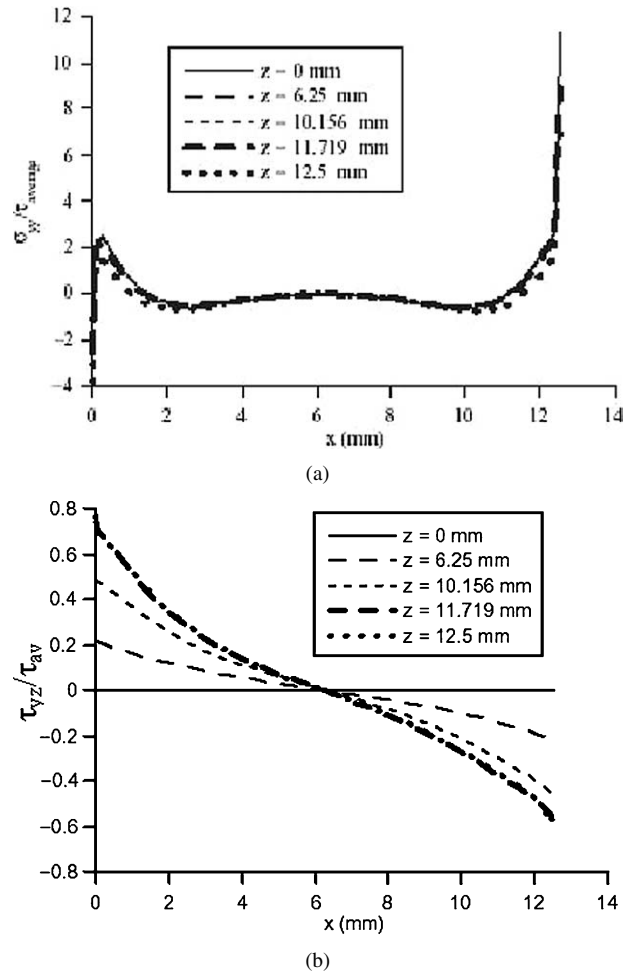 12
10
8
6
4
2
0
−2
−4
σyy/τaverage
z = 0 mm
z = 6.25 mm
z = 10.156 mm
z = 11.719 mm
z = 12.5 mm
0 2 4 6 8 10 12 14
x (mm)
(a)
0.8
0.6
0.4
0.2
0
−0.2
−0.4
−0.6
−0.8
τyz/τav
z = 0 mm
z = 6.25 mm
z = 10.156 mm
z = 11.719 mm
z = 12.5 mm
0 2 4 6 8 10 12 14
x (mm)
(b)